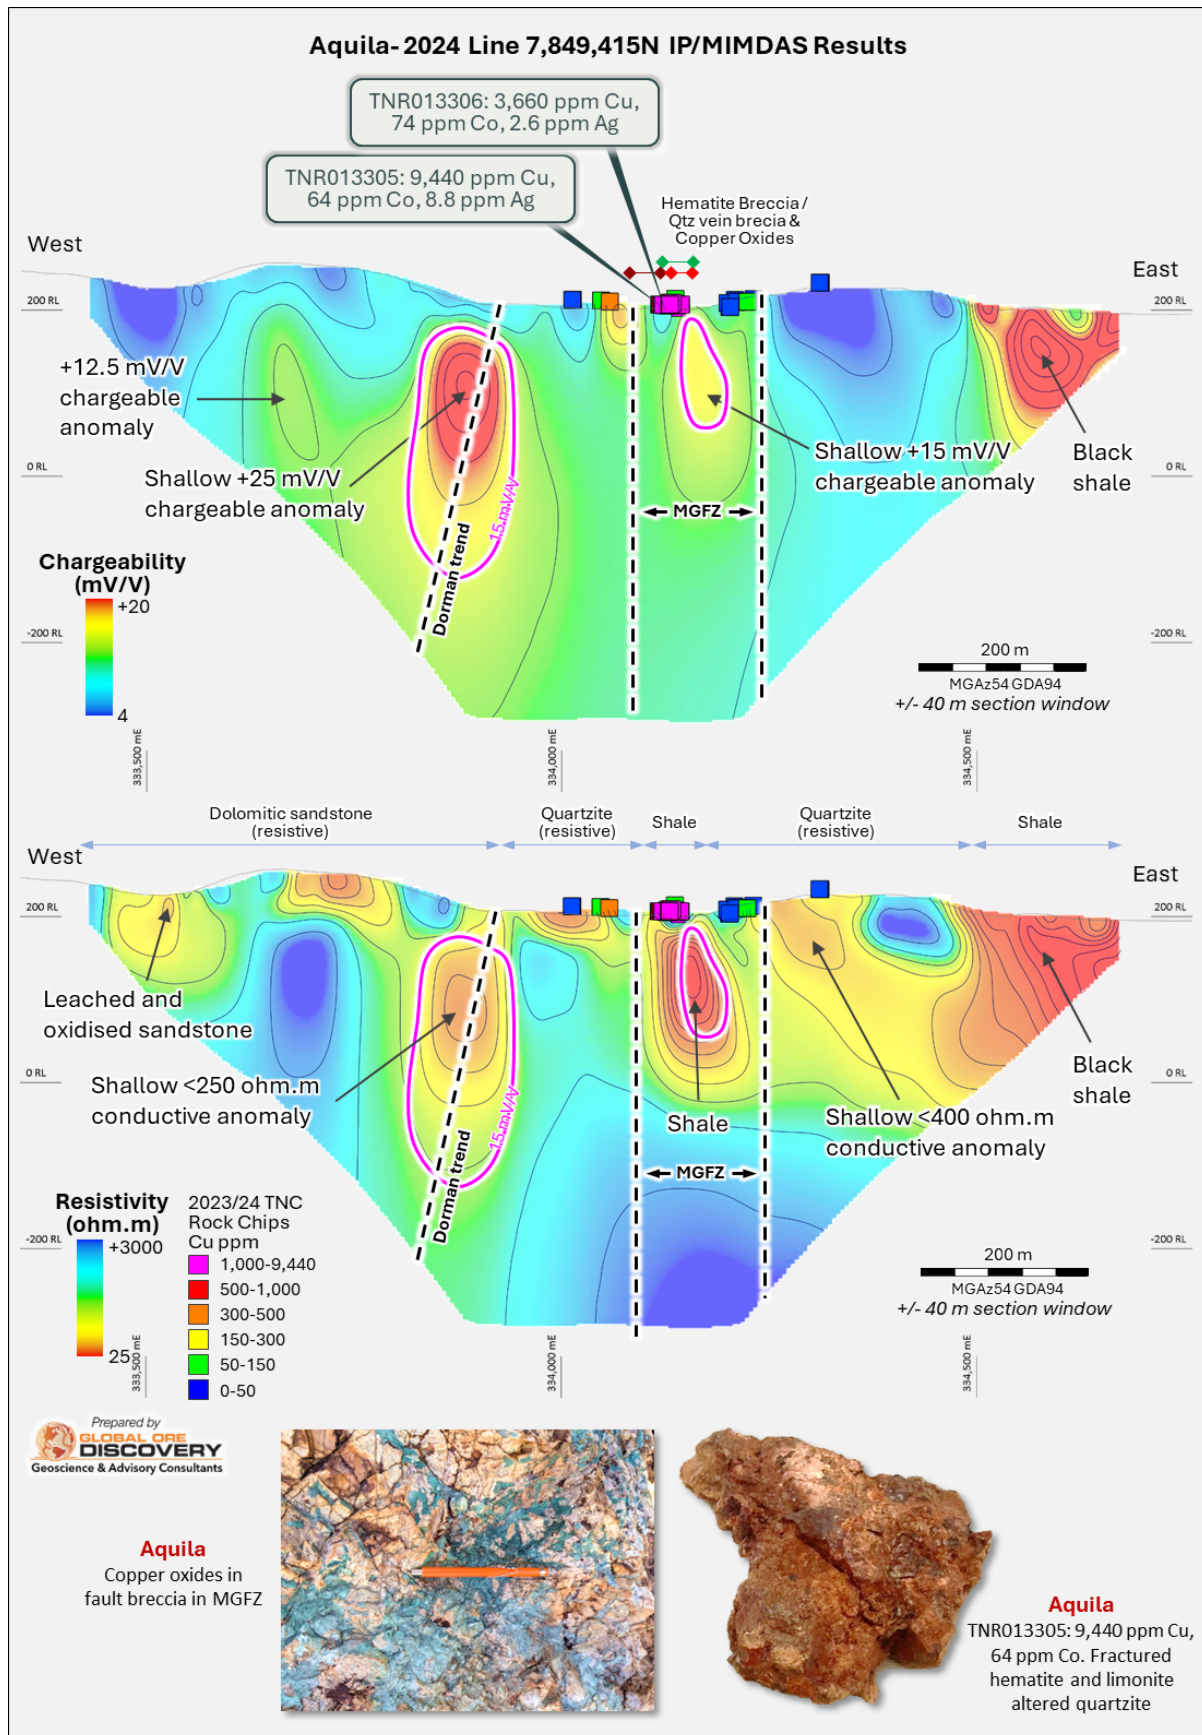 Aquila- 2024 Line 7,849,415N IP/MIMDAS Results
TNR013306: 3,660 ppm Cu,
74 ppm Co, 2.6 ppm Ag
TNR013305: 9,440 ppm Cu,
64 ppm Co, 8.8 ppm Ag
Hematite Breccia /
Qtz vein brecia &
Copper Oxides
West
East
200 RL
200 RL
+12.5 mV/V
chargeable
anomaly
Shallow +25 mV/V
chargeable anomaly
Shallow +15 mV/V
chargeable anomaly
Black
shale
0 RL
0 RL
15 mV/V
MGFZ
Dorman trend
Chargeability
(mV/V)
+20
4
-200 RL
-200 RL
200 m
MGAz54 GDA94
+/- 40 m section window
333,500 mE
334,000 mE
334,500 mE
Dolomitic sandstone
(resistive)
Quartzite
(resistive)
Shale
Quartzite
(resistive)
Shale
West
East
200 RL
200 RL
Leached and
oxidised sandstone
Shallow <250 ohm.m
conductive anomaly
Shale
Shallow <400 ohm.m
conductive anomaly
Black
shale
0 RL
0 RL
15 mV/V
MGFZ
Dorman trend
Resistivity
(ohm.m)
+3000
25
2023/24 TNC
Rock Chips
Cu ppm
1,000-9,440
500-1,000
300-500
150-300
50-150
0-50
-200 RL
-200 RL
200 m
MGAz54 GDA94
+/- 40 m section window
333,500 mE
334,000 mE
334,500 mE
Prepared by
GLOBAL ORE
DISCOVERY
Geoscience & Advisory Consultants
Aquila
Copper oxides in
fault breccia in MGFZ
Aquila
TNR013305: 9,440 ppm Cu,
64 ppm Co. Fractured
hematite and limonite
altered quartzite